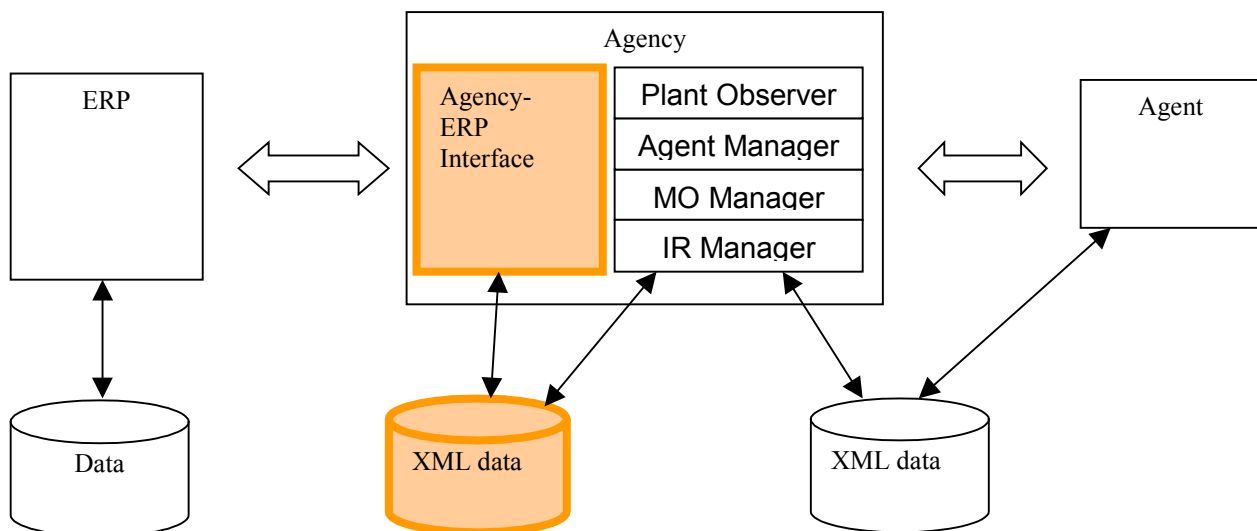 Agency
ERP
Agency-
ERP
Interface
Plant Observer
Agent Manager
MO Manager
IR Manager
Agent
Data
XML data
XML data